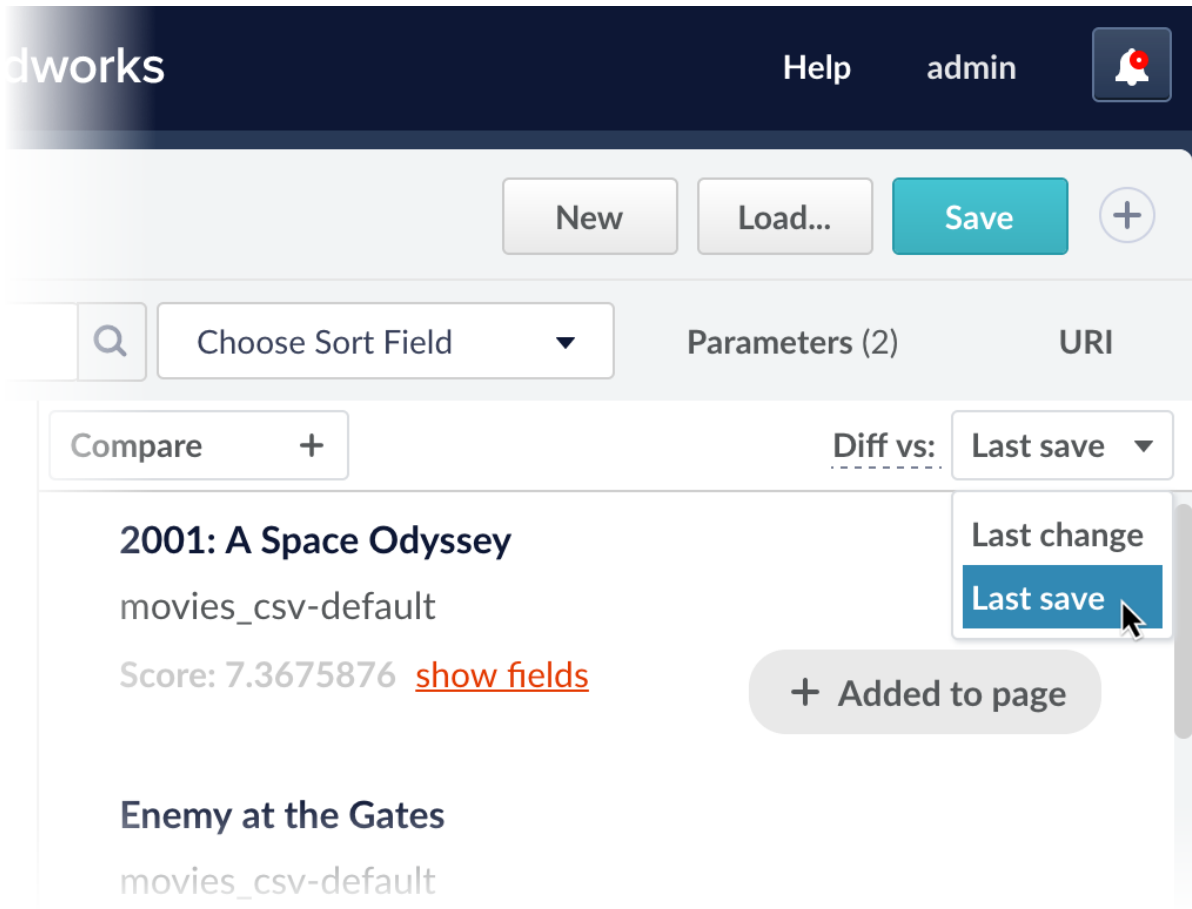 dworks
Help admin
New Load... Save
Choose Sort Field Parameters (2) URI
Compare + Diff vs: Last save
Last change
Last save
2001: A Space Odyssey
movies_csv-default
Score: 7.3675876 show fields
+ Added to page
Enemy at the Gates
movies_csv-default